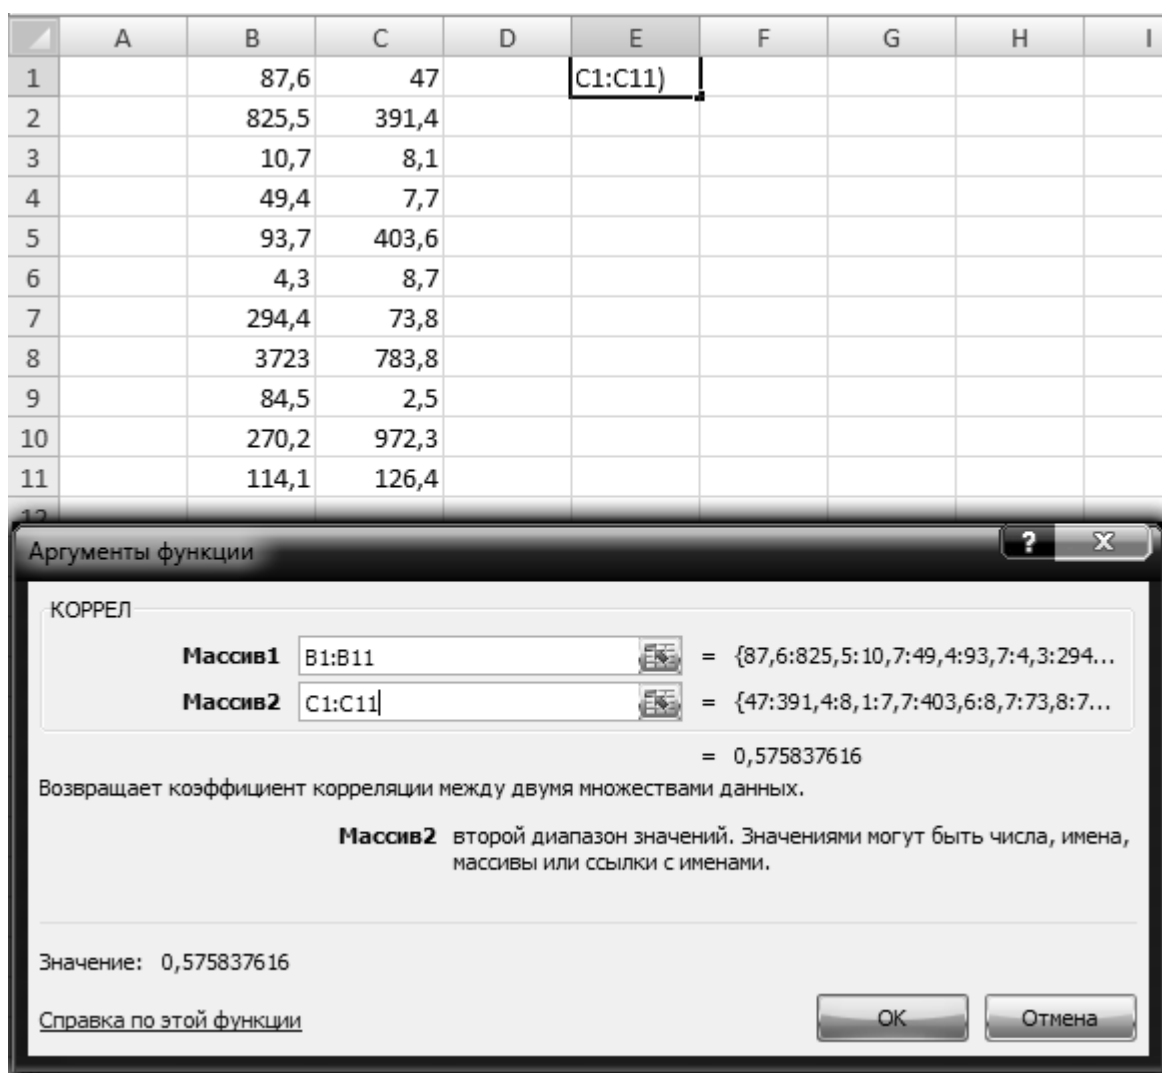 A B C D E F G H I
1 87,6 47 C1:C11)
2 825,5 391,4
3 10,7 8,1
4 49,4 7,7
5 93,7 403,6
6 4,3 8,7
7 294,4 73,8
8 3723 783,8
9 84,5 2,5
10 270,2 972,3
11 114,1 126,4
12
Аргументы функции ? X
КОРРЕЛ
Массив1 B1:B11 = {87,6:825,5:10,7:49,4:93,7:4,3:294...
Массив2 C1:C11 = {47:391,4:8,1:7,7:403,6:8,7:73,8:7...
= 0,575837616
Возвращает коэффициент корреляции между двумя множествами данных.
Массив2 второй диапазон значений. Значениями могут быть числа, имена,
массивы или ссылки с именами.
Значение: 0,575837616
Справка по этой функции
ОК Отмена